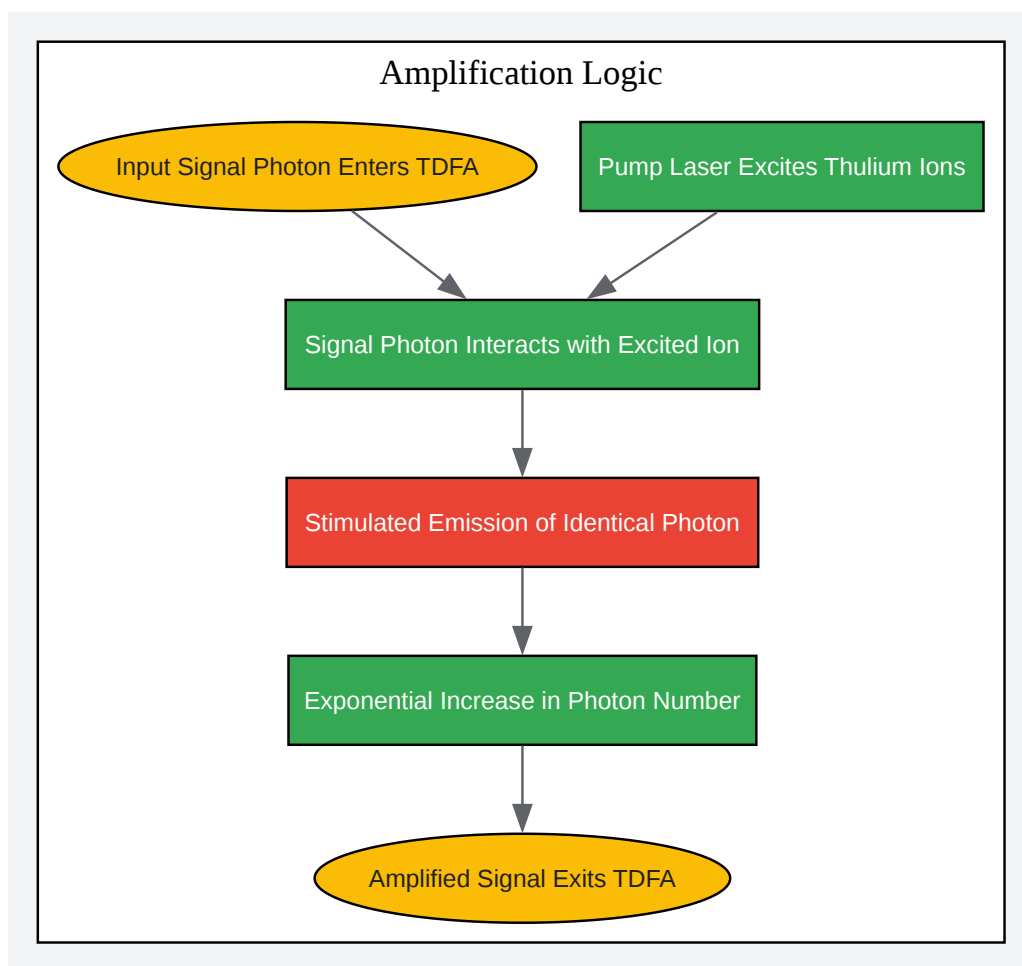 Amplification Logic
Input Signal Photon Enters TDFA
Pump Laser Excites Thulium Ions
Signal Photon Interacts with Excited Ion
Stimulated Emission of Identical Photon
Exponential Increase in Photon Number
Amplified Signal Exits TDFA